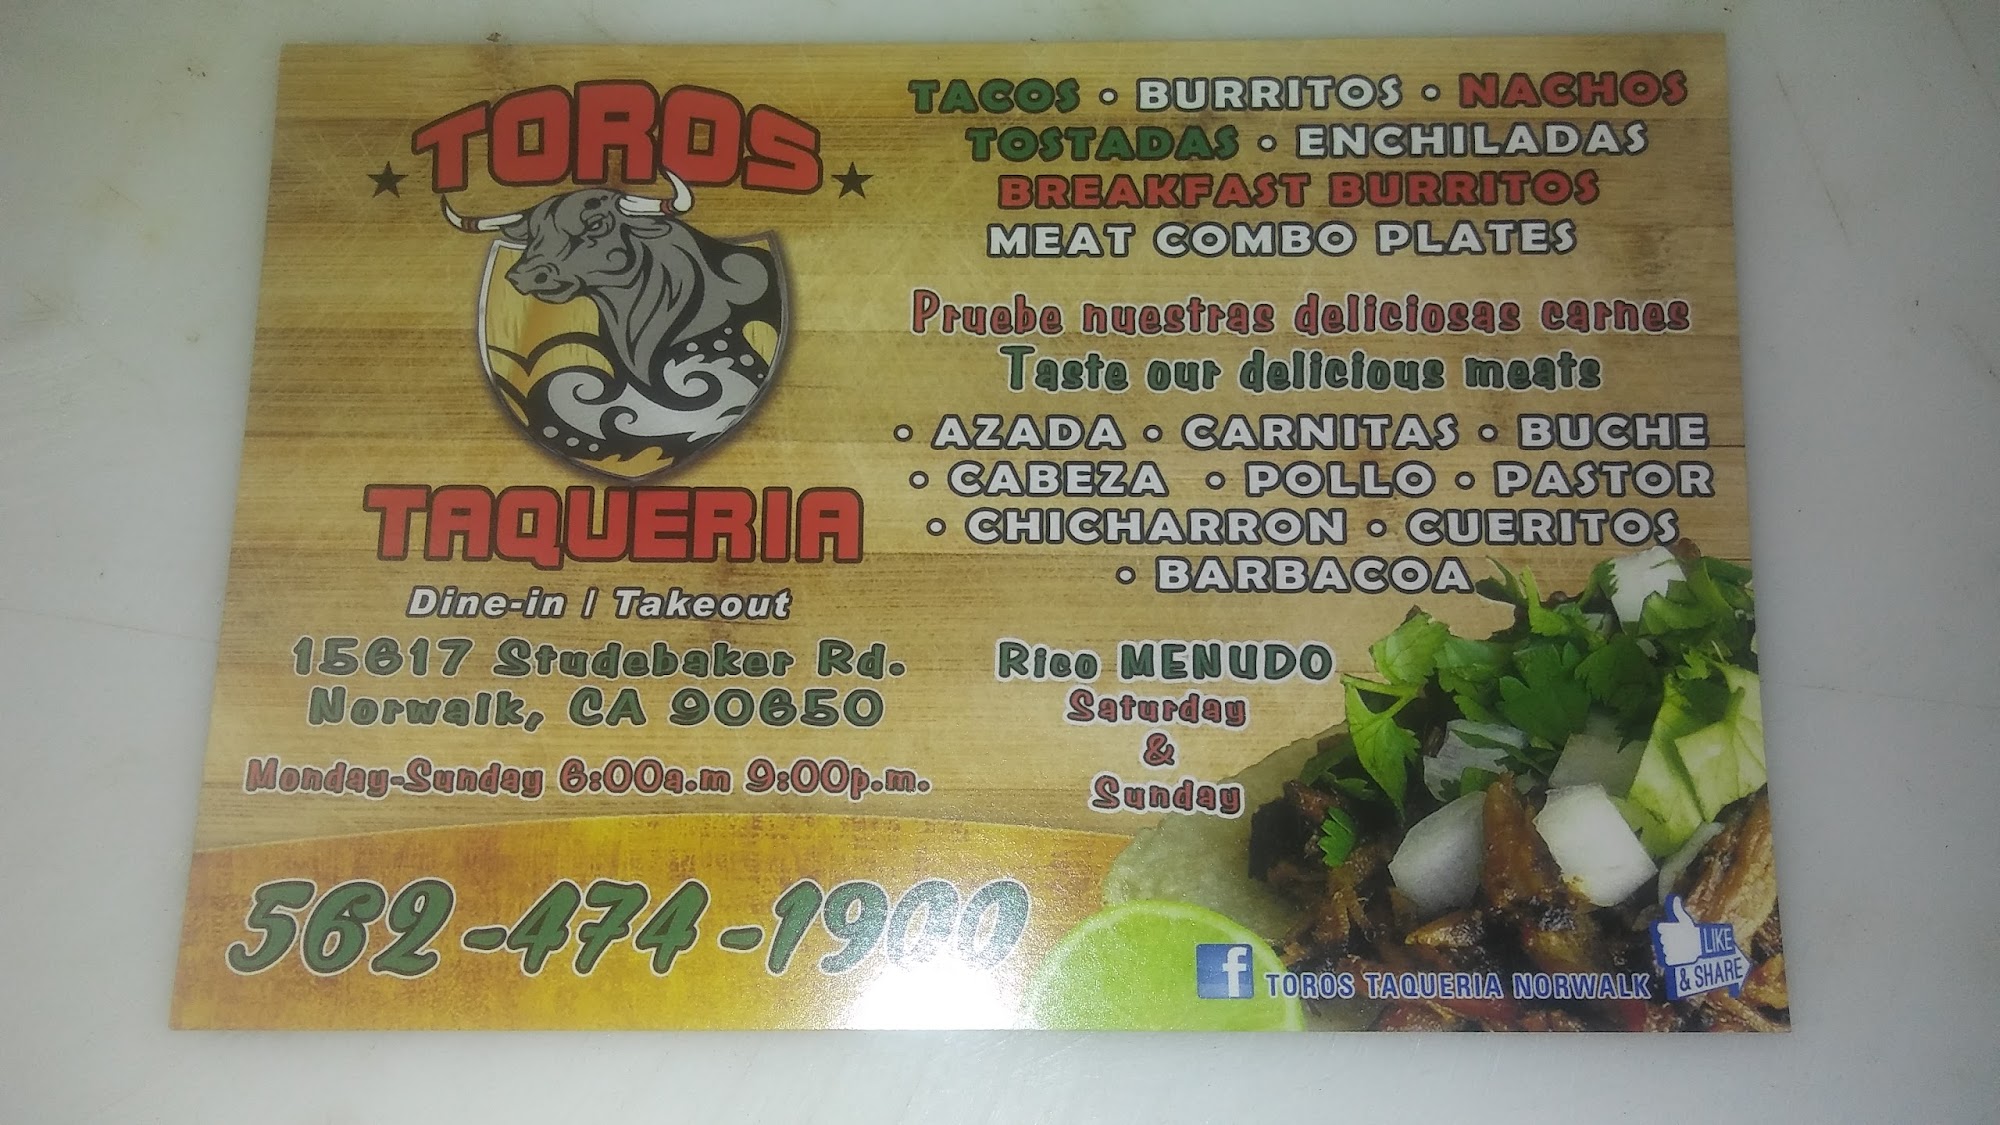 TOROS
TAQUERIA
Dine-in / Takeout
15617 Studebaker Rd.
Norwalk, CA 90650
Monday-Sunday 6:00a.m 9:00p.m.
562-474-1900
TACOS • BURRITOS • NACHOS
TOSTADAS • ENCHILADAS
BREAKFAST BURRITOS
MEAT COMBO PLATES
Pruebe nuestras deliciosas carnes
Taste our delicious meats
• AZADA • CARNITAS • BUCHE
• CABEZA • POLLO • PASTOR
• CHICHARRON • CUERITOS
• BARBACOA
Rico MENUDO
Saturday
&
Sunday
f TOROS TAQUERIA NORWALK
LIKE
& SHARE